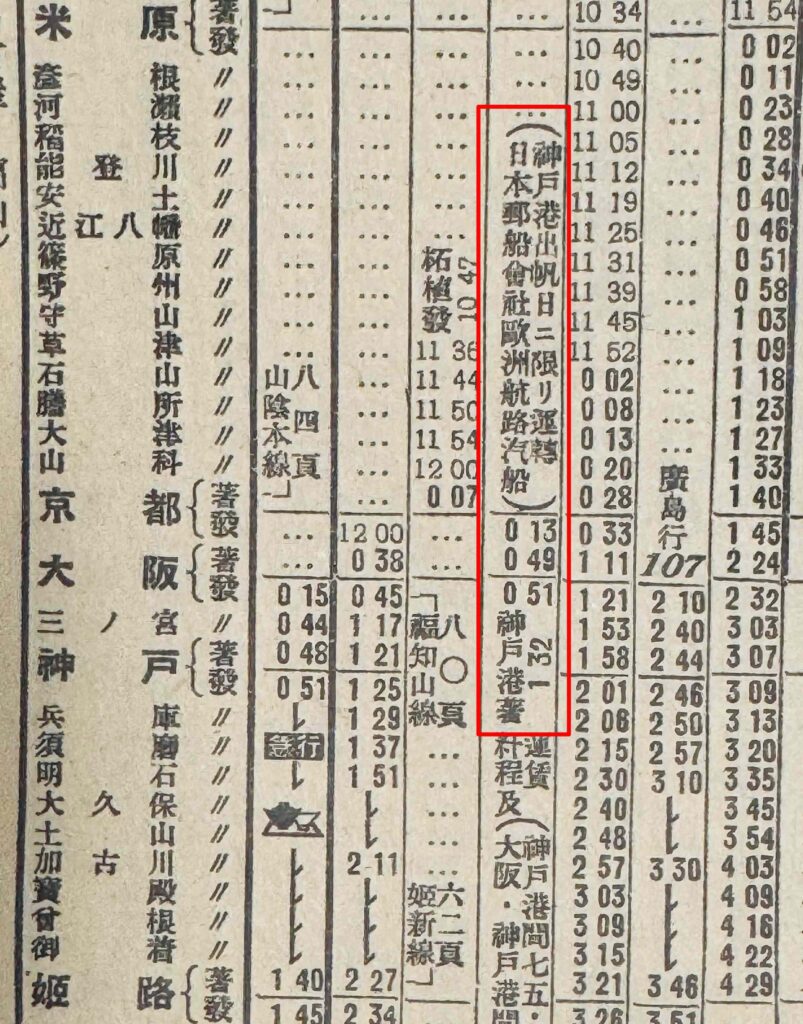 米原 著 … … … … 10 34 … 11 54
發 … … … … 10 40 … 0 02
彦根 〃 … … … … 10 49 … 0 11
河瀬 〃 … … … … 11 00 … 0 23
稻枝 〃 … … … 11 05 … 0 28
能登川 〃 … … … 11 12 … 0 34
安土 〃 … … … 11 19 … 0 40
近江八幡 〃 … … … 11 25 … 0 46
篠原 〃 … … 11 31 … 0 51
野州 〃 … … 11 39 … 0 58
守山 〃 … … 11 45 … 1 03
草津 〃 … … 11 36 11 52 … 1 09
石山 〃 … 11 44 0 02 … 1 18
膳所 〃 … 11 50 0 08 … 1 23
大津 〃 … 11 54 0 13 … 1 27
山科 〃 … 12 00 0 20 1 33
京都 著 … 0 07 0 28 1 40
發 … 12 00 … 0 13 0 33 1 45
大阪 著 … 0 38 … 0 49 1 11 107 2 24
發 0 15 0 45 0 51 1 21 2 10 2 32
三ノ宮 〃 0 44 1 17 1 53 2 40 3 03
神戸 著 0 48 1 21 1 58 2 44 3 07
發 0 51 1 25 2 01 2 46 3 09
兵庫 〃 1 29 2 06 2 50 3 13
須磨 〃 急行 1 37 … 2 15 2 57 3 20
明石 〃 1 51 … 2 30 3 10 3 35
大久保 〃 … 2 40 3 45
土山 〃 … 2 48 3 54
加古川 〃 2 11 … 2 57 3 30 4 03
寶殿 〃 3 03 4 09
曾根 〃 3 09 4 16
御着 〃 3 15 4 22
姫路 著 1 40 2 27 3 21 3 46 4 29
發 1 45 2 34 3 26 3 51
八四頁
山陰本線
柘植發 10 47
八〇頁
福知山線
六二頁
姫新線
(神戸港出帆日ニ限リ運轉
日本郵船會社歐洲航路汽船)
神戸港著 1 32
運賃
粁程及
(神戸港間七五・
大阪・神戸港間
廣島行